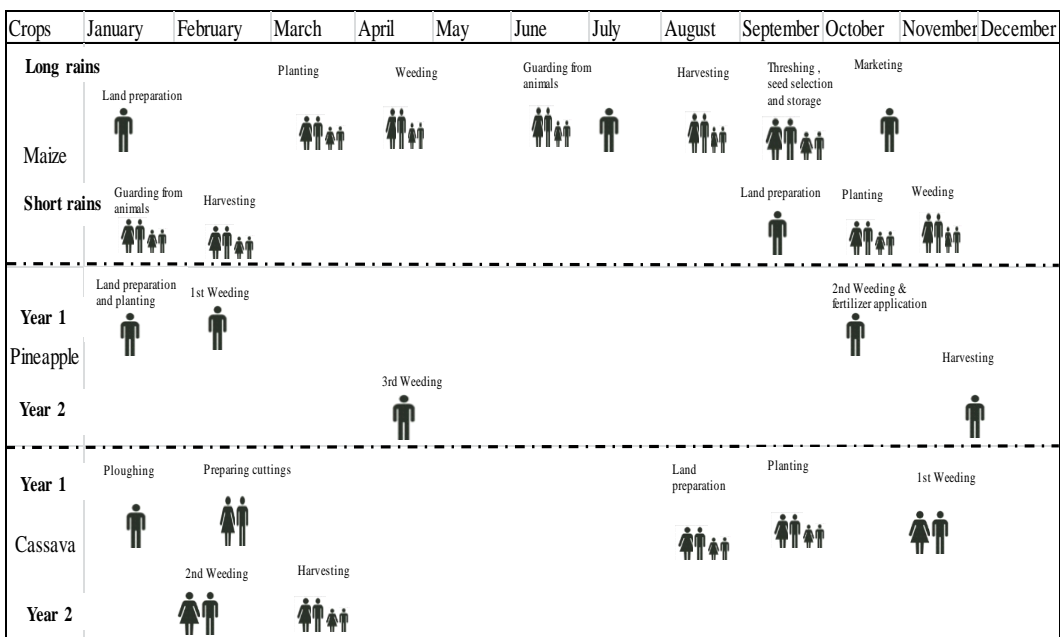 Crops January February March April May June July August September October November December
Long rains
Planting
Weeding
Guarding from
animals
Harvesting
Threshing ,
seed selection
and storage
Marketing
Land preparation
Maize
Short rains
Guarding from
animals
Harvesting
Land preparation
Planting
Weeding
Land preparation
and planting
1st Weeding
2nd Weeding &
fertilizer application
Year 1
Pineapple
Harvesting
3rd Weeding
Year 2
Year 1
Ploughing
Preparing cuttings
Land
preparation
Planting
1st Weeding
Cassava
2nd Weeding
Harvesting
Year 2